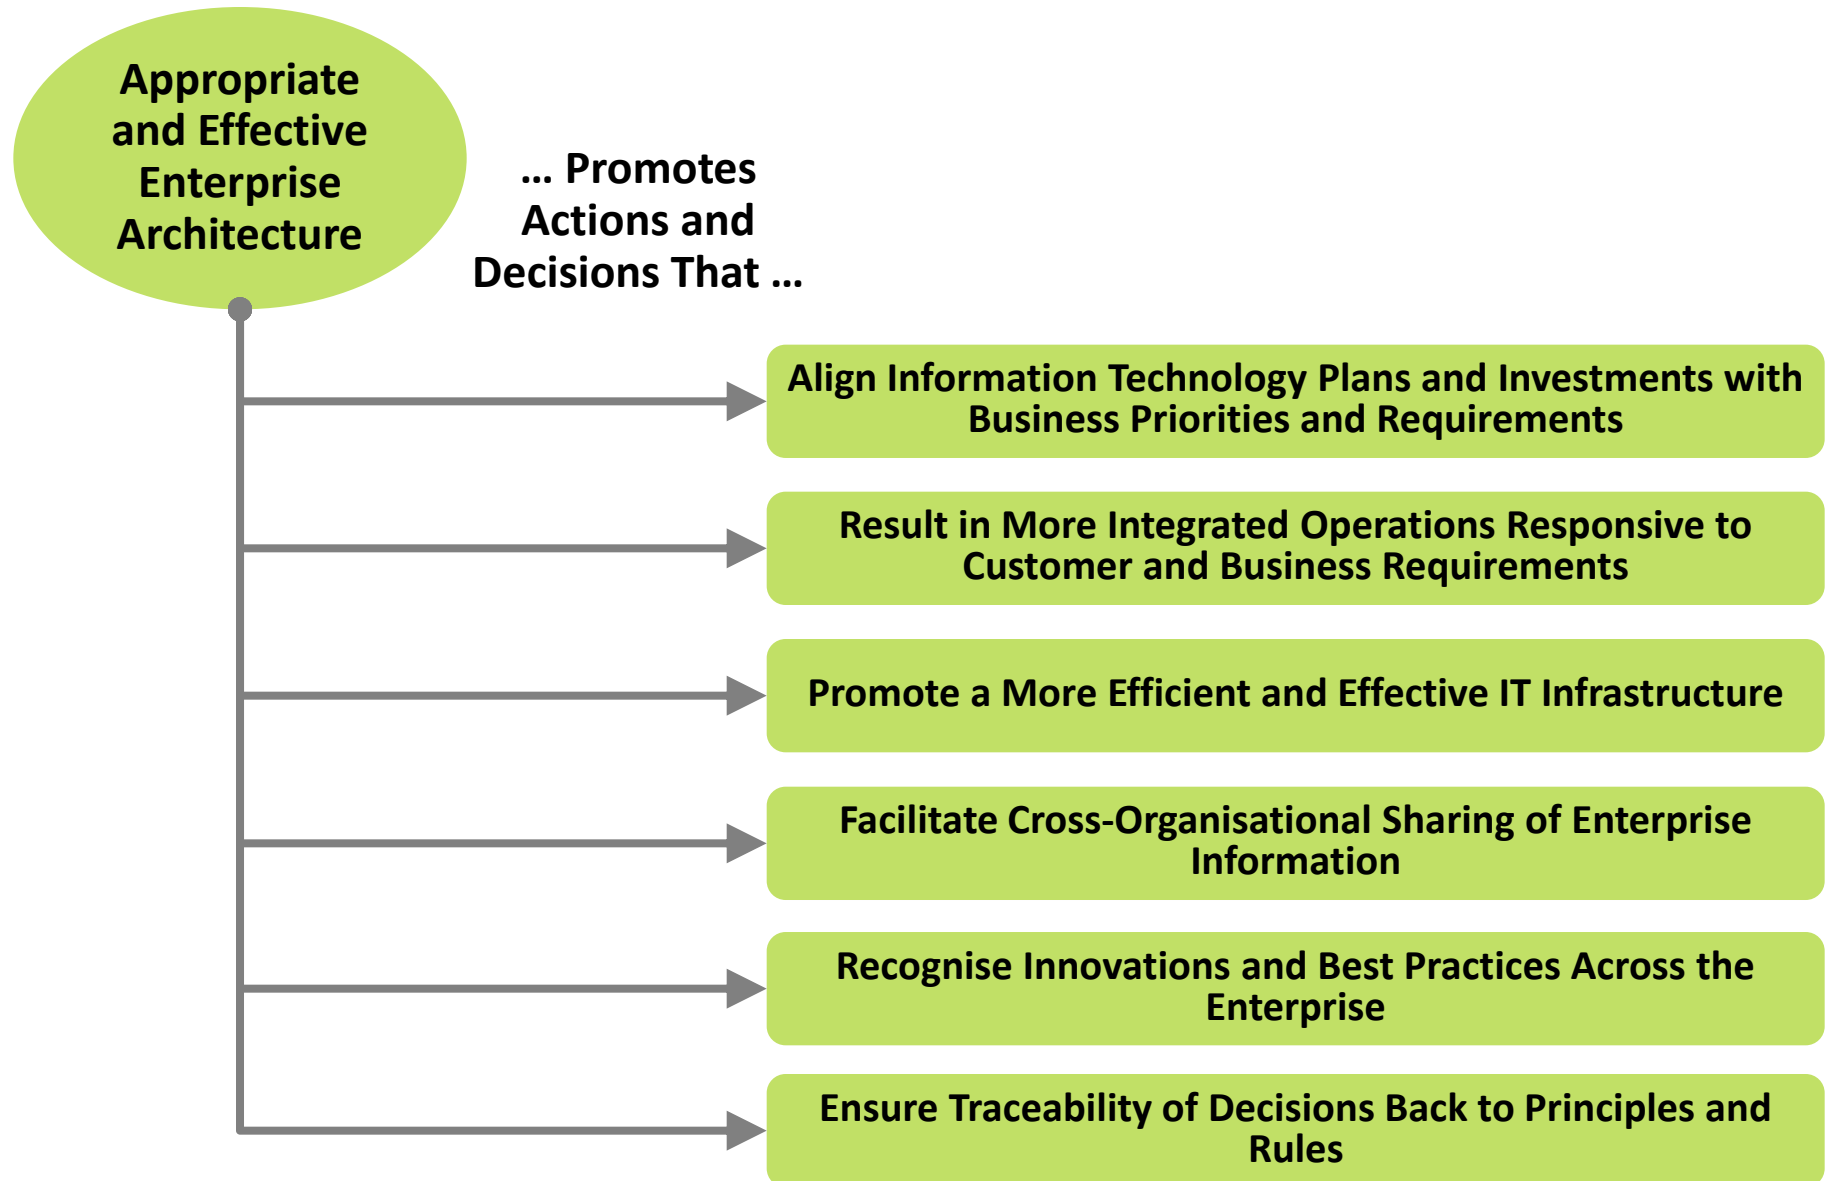 Appropriate
and Effective
Enterprise
Architecture
... Promotes
Actions and
Decisions That ...
Align Information Technology Plans and Investments with
Business Priorities and Requirements
Result in More Integrated Operations Responsive to
Customer and Business Requirements
Promote a More Efficient and Effective IT Infrastructure
Facilitate Cross-Organisational Sharing of Enterprise
Information
Recognise Innovations and Best Practices Across the
Enterprise
Ensure Traceability of Decisions Back to Principles and
Rules